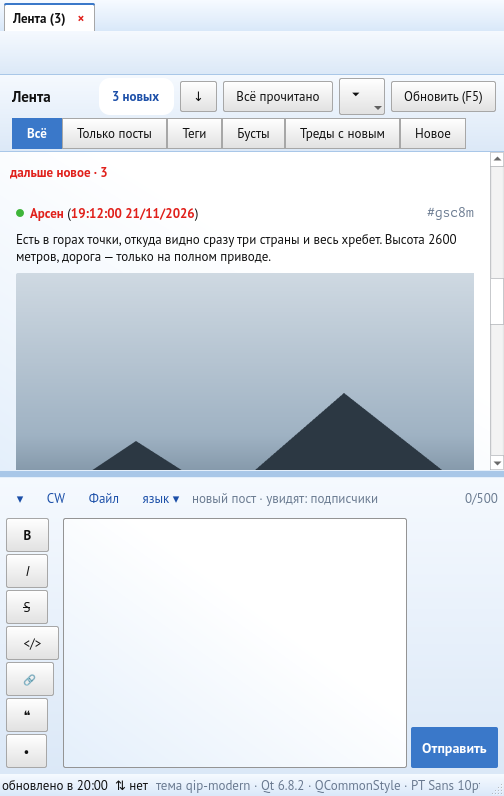 Лента (3) ×
Лента 3 новых ↓ Всё прочитано Обновить (F5)
Всё Только посты Теги Бусты Треды с новым Новое
дальше новое · 3
Арсен (19:12:00 21/11/2026) #gsc8m
Есть в горах точки, откуда видно сразу три страны и весь хребет. Высота 2600
метров, дорога — только на полном приводе.
▾ CW Файл язык ▾ новый пост · увидят: подписчики 0/500
B
I
S
</>
🔗
❝
•
Отправить
обновлено в 20:00 ⇅ нет тема qip-modern · Qt 6.8.2 · QCommonStyle · PT Sans 10pt